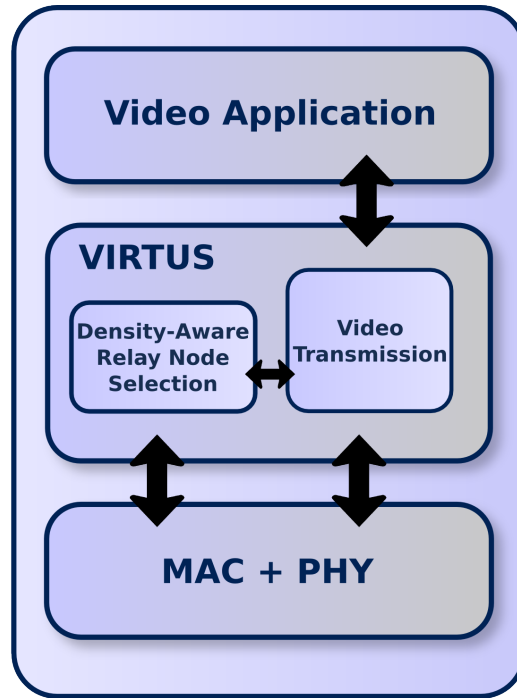 Video Application
VIRTUS
Density-Aware
Relay Node
Selection
Video
Transmission
MAC + PHY